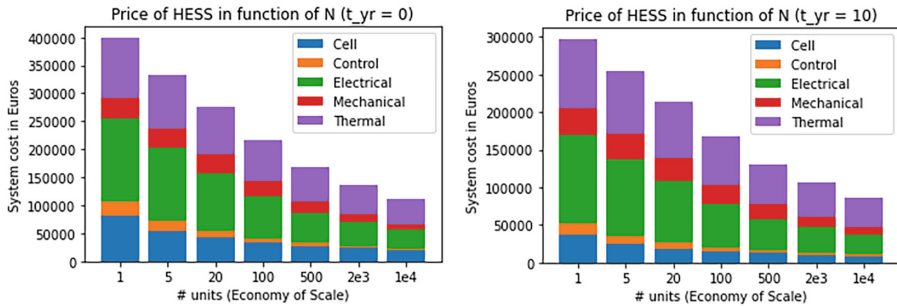 Price of HESS in function of N (t_yr = 0)
System cost in Euros
400000
350000
300000
250000
200000
150000
100000
50000
0
Cell
Control
Electrical
Mechanical
Thermal
1 5 20 100 500 2e3 1e4
# units (Economy of Scale)
Price of HESS in function of N (t_yr = 10)
System cost in Euros
300000
250000
200000
150000
100000
50000
0
Cell
Control
Electrical
Mechanical
Thermal
1 5 20 100 500 2e3 1e4
# units (Economy of Scale)